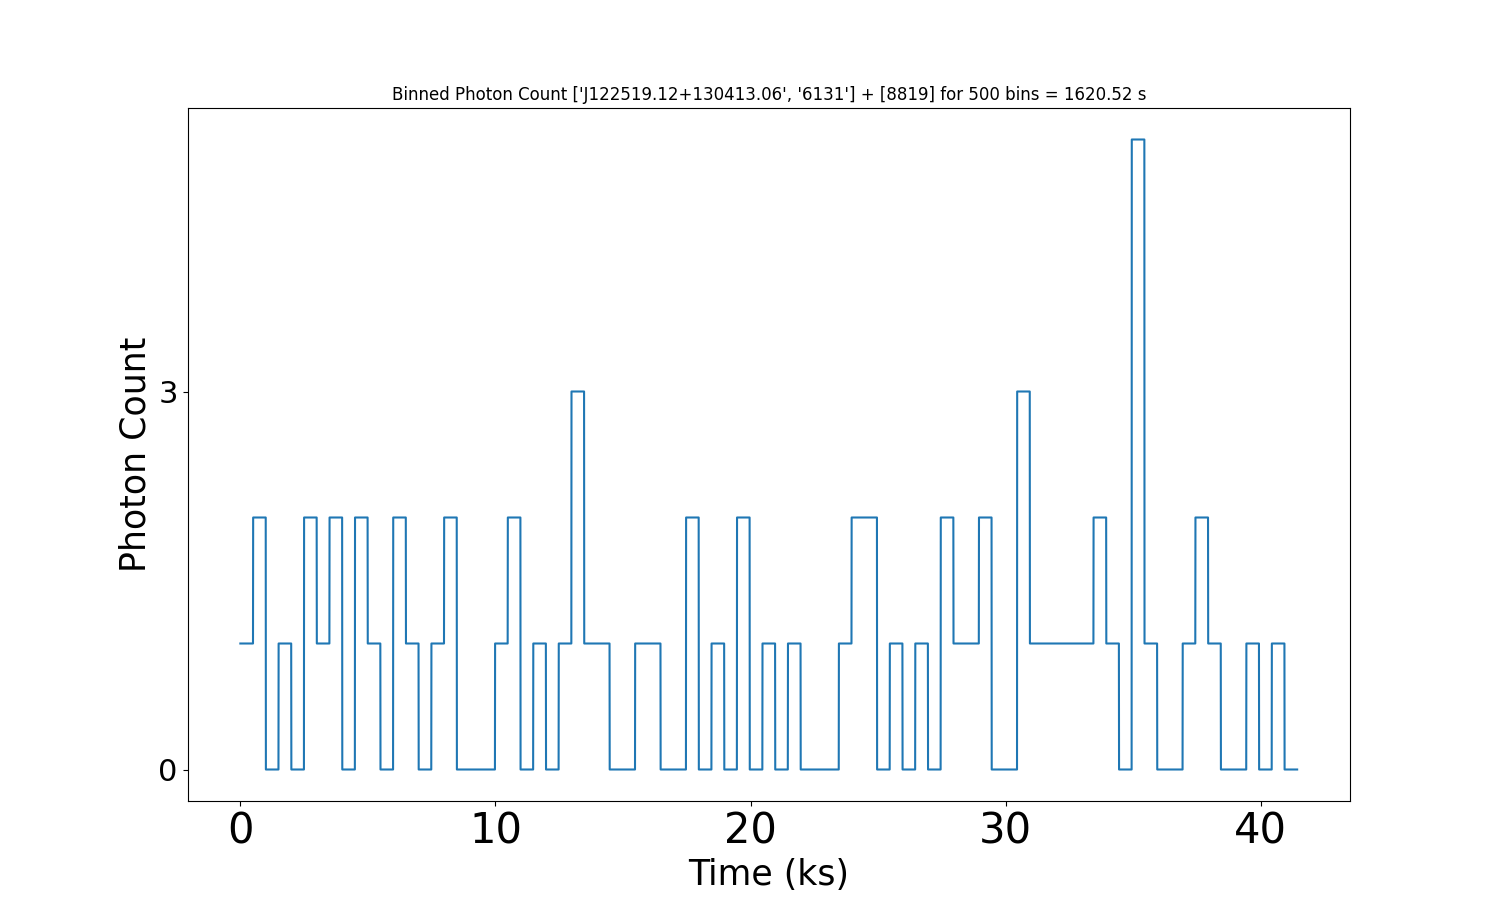 Binned Photon Count ['J122519.12+130413.06', '6131'] + [8819] for 500 bins = 1620.52 s
Photon Count
3
0
0 10 20 30 40
Time (ks)